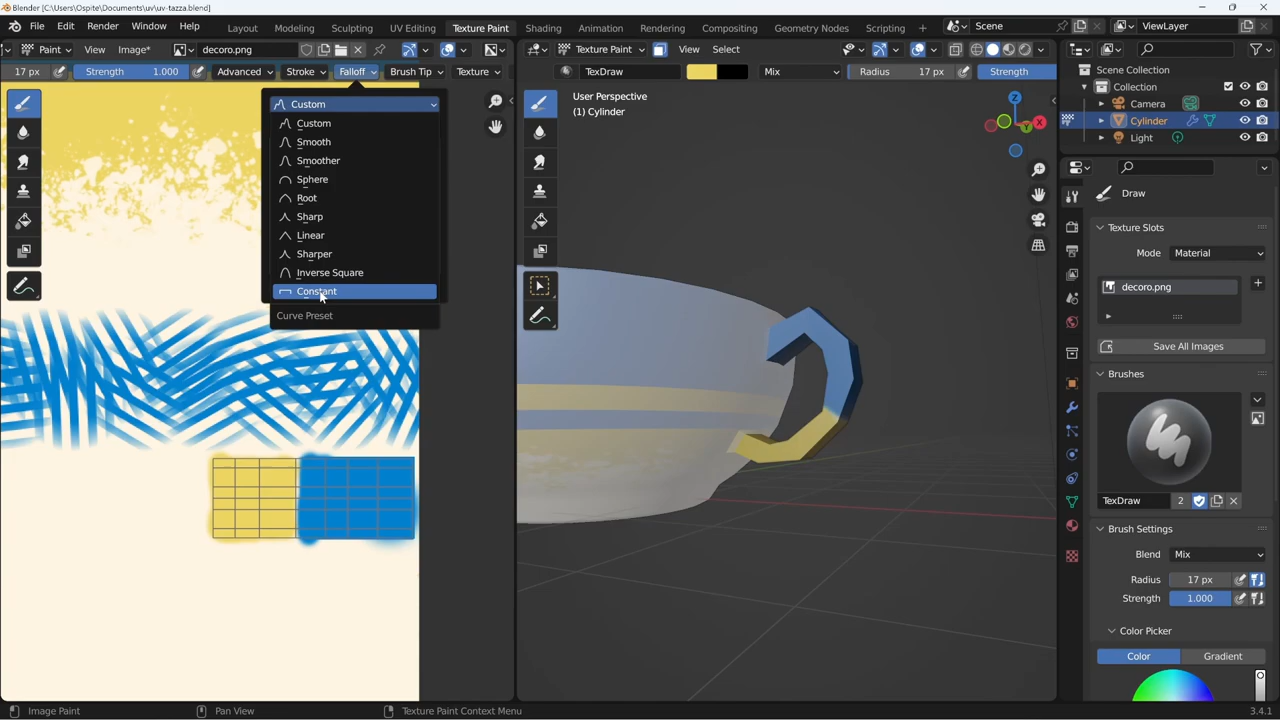 Blender [C:\Users\Ospite\Documents\uv\uv-tazza.blend]
File Edit Render Window Help Layout Modeling Sculpting UV Editing Texture Paint Shading Animation Rendering Compositing Geometry Nodes Scripting + Scene ViewLayer
Paint View Image* decoro.png Texture Paint View Select
17 px Strength 1.000 Advanced Stroke Falloff Brush Tip Texture TexDraw Mix Radius 17 px Strength
Custom
Custom
Smooth
Smoother
Sphere
Root
Sharp
Linear
Sharper
Inverse Square
Constant
Curve Preset
User Perspective
(1) Cylinder
Z
X
Y
Scene Collection
Collection
Camera
Cylinder
Light
Draw
Texture Slots
Mode Material
decoro.png
Save All Images
Brushes
TexDraw 2
Brush Settings
Blend Mix
Radius 17 px
Strength 1.000
Color Picker
Color Gradient
Image Paint Pan View Texture Paint Context Menu 3.4.1